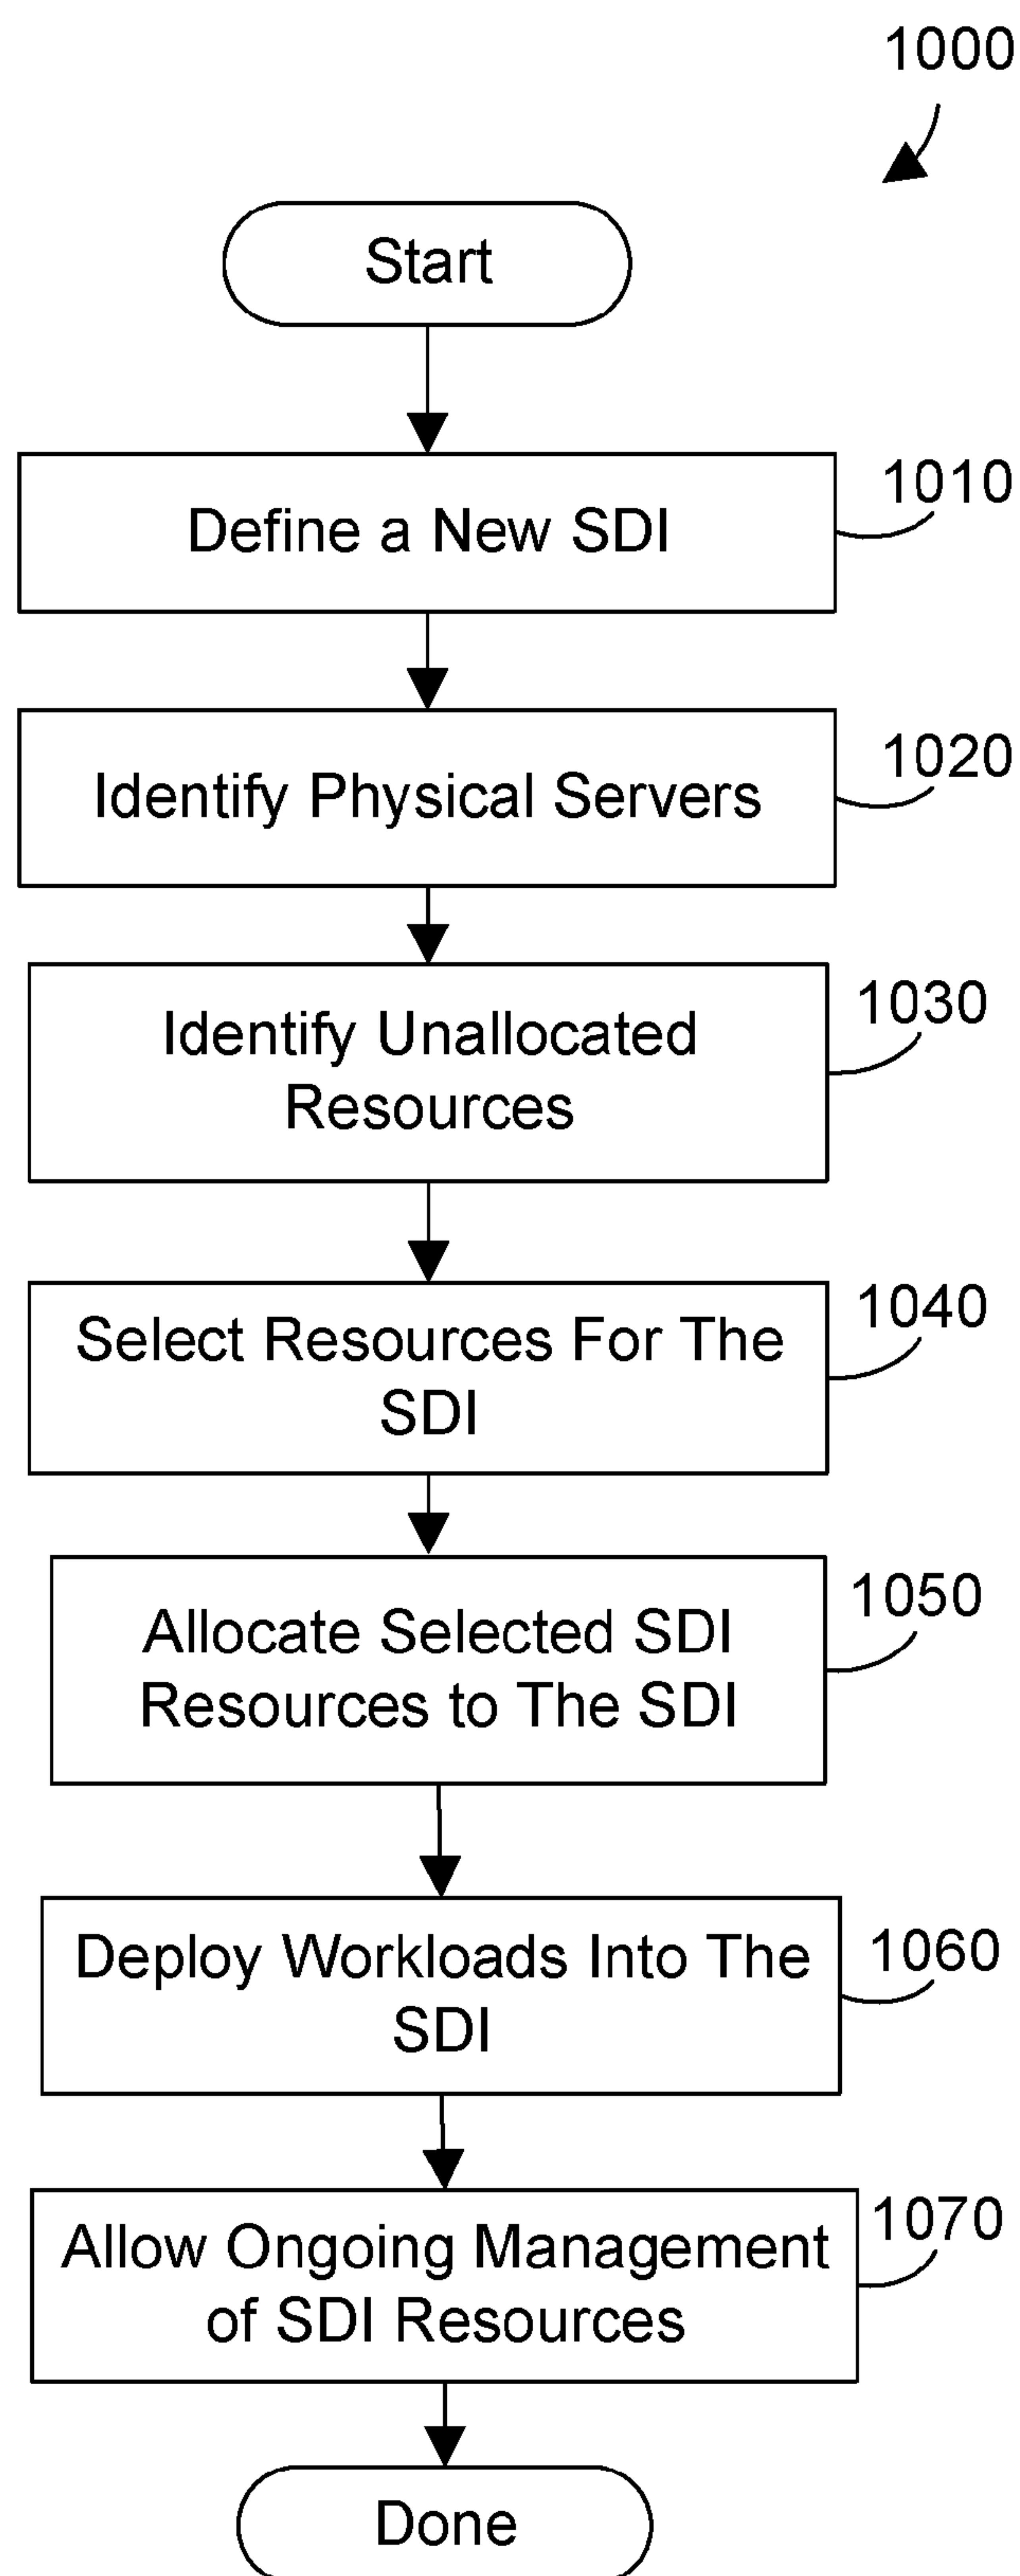 1000
Start
Define a New SDI
1010
Identify Physical Servers
1020
Identify Unallocated
Resources
1030
Select Resources For The
SDI
1040
Allocate Selected SDI
Resources to The SDI
1050
Deploy Workloads Into The
SDI
1060
Allow Ongoing Management
of SDI Resources
1070
Done